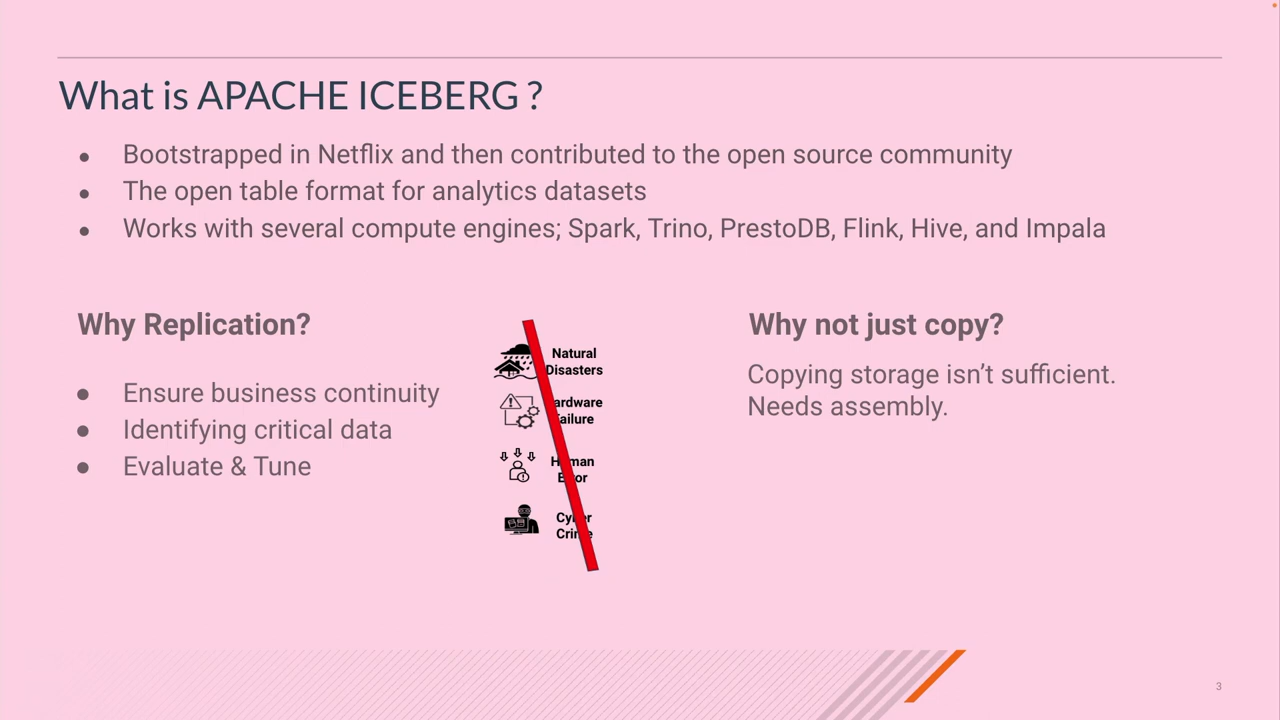 What is APACHE ICEBERG ?
● Bootstrapped in Netflix and then contributed to the open source community
● The open table format for analytics datasets
● Works with several compute engines; Spark, Trino, PrestoDB, Flink, Hive, and Impala
Why Replication?
● Ensure business continuity
● Identifying critical data
● Evaluate & Tune
Natural
Disasters
Hardware
Failure
Human
Error
Cyber
Crime
Why not just copy?
Copying storage isn’t sufficient.
Needs assembly.
3